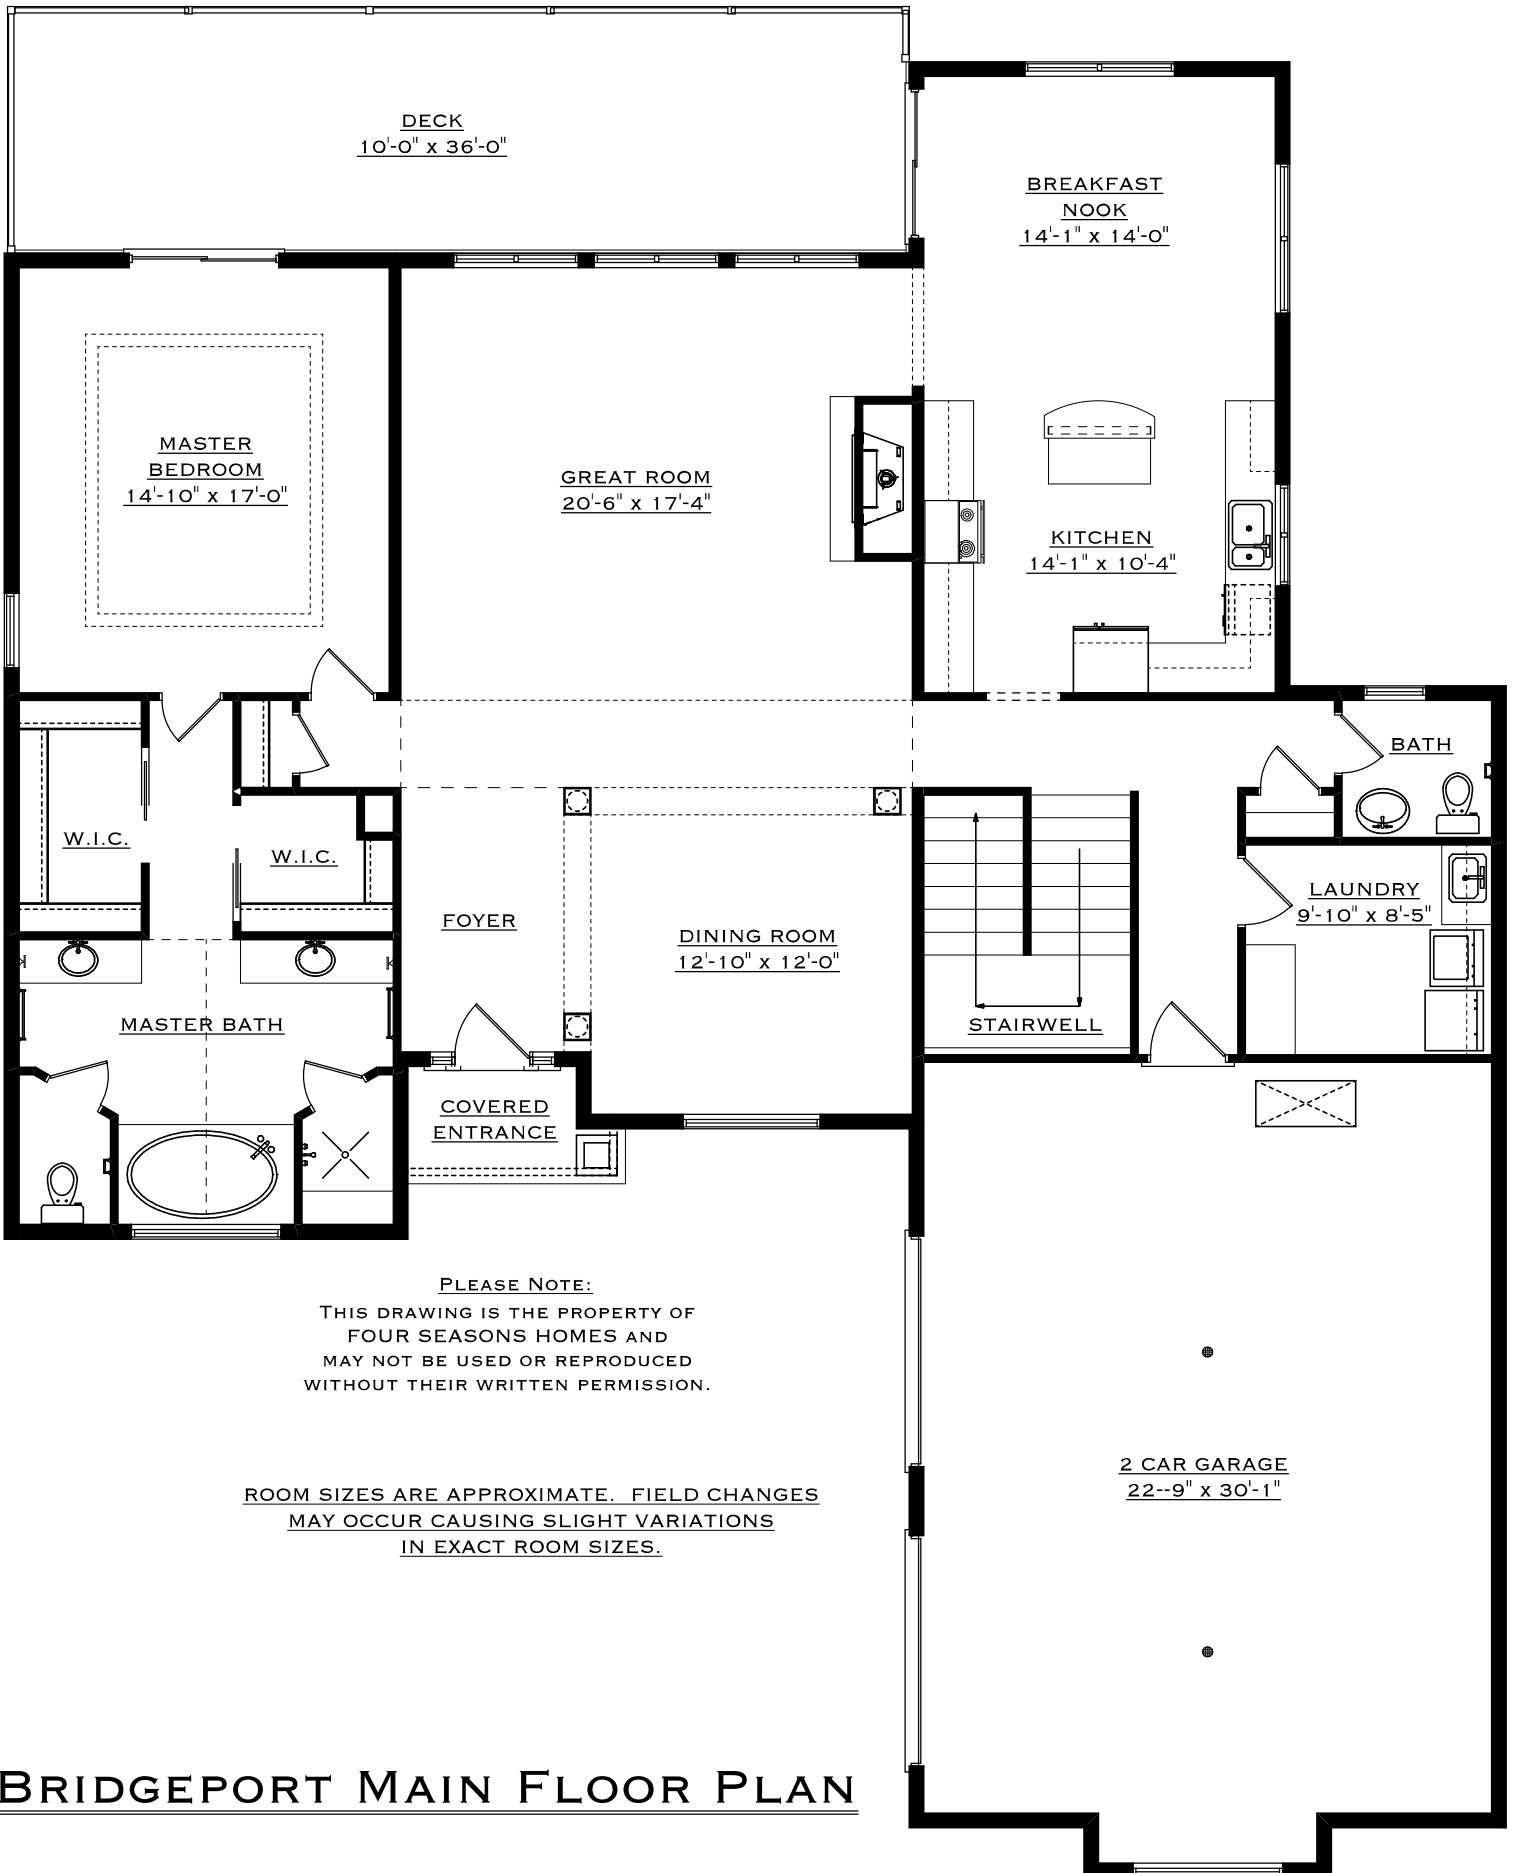 DECK
10'-0" x 36'-0"
BREAKFAST
NOOK
14'-1" x 14'-0"
MASTER
BEDROOM
14'-10" x 17'-0"
GREAT ROOM
20'-6" x 17'-4"
KITCHEN
14'-1" x 10'-4"
BATH
W.I.C.
W.I.C.
LAUNDRY
9'-10" x 8'-5"
FOYER
DINING ROOM
12'-10" x 12'-0"
MASTER BATH
STAIRWELL
COVERED
ENTRANCE
PLEASE NOTE:
THIS DRAWING IS THE PROPERTY OF
FOUR SEASONS HOMES AND
MAY NOT BE USED OR REPRODUCED
WITHOUT THEIR WRITTEN PERMISSION.
2 CAR GARAGE
22--9" x 30'-1"
ROOM SIZES ARE APPROXIMATE. FIELD CHANGES
MAY OCCUR CAUSING SLIGHT VARIATIONS
IN EXACT ROOM SIZES.
BRIDGEPORT MAIN FLOOR PLAN